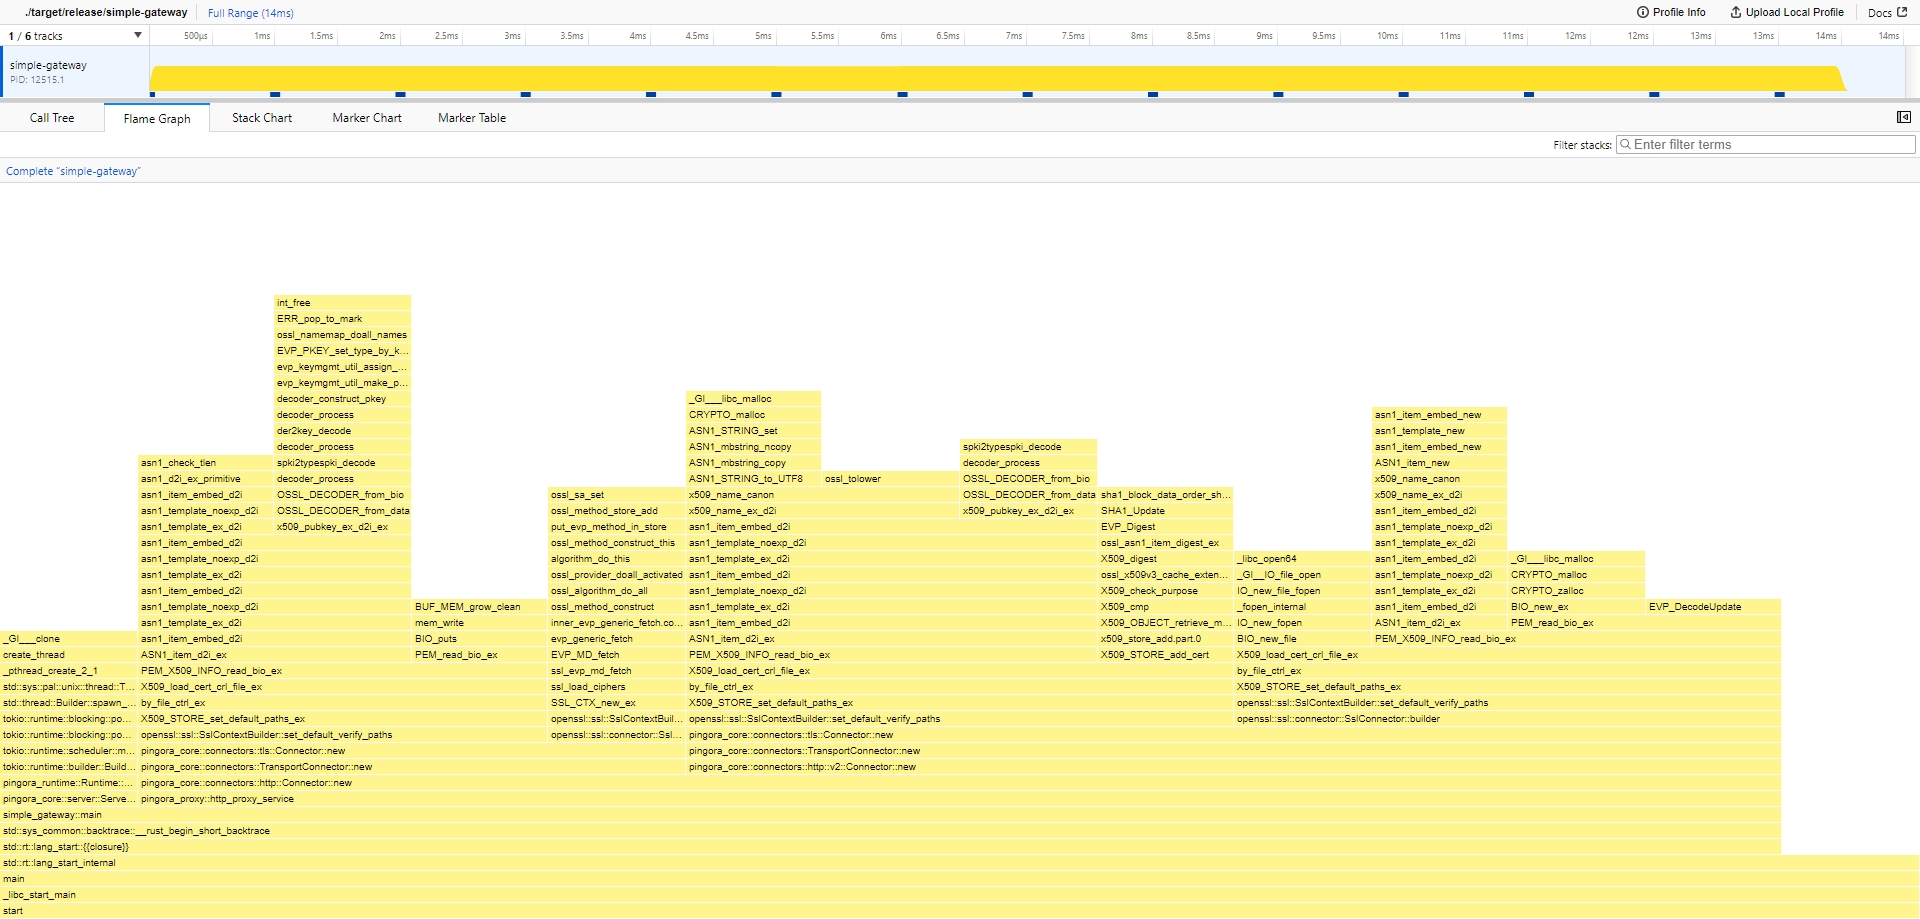 ./target/release/simple-gateway Full Range (14ms) Profile Info Upload Local Profile Docs
1 / 6 tracks 500μs 1ms 1.5ms 2ms 2.5ms 3ms 3.5ms 4ms 4.5ms 5ms 5.5ms 6ms 6.5ms 7ms 7.5ms 8ms 8.5ms 9ms 9.5ms 10ms 11ms 11ms 12ms 12ms 13ms 13ms 14ms 14ms
simple-gateway
PID: 12515.1
Call Tree Flame Graph Stack Chart Marker Chart Marker Table
Filter stacks: Enter filter terms
Complete “simple-gateway”
int_free
ERR_pop_to_mark
ossl_namemap_doall_names
EVP_PKEY_set_type_by_k...
evp_keymgmt_util_assign_...
evp_keymgmt_util_make_p...
decoder_construct_pkey _GI___libc_malloc
decoder_process CRYPTO_malloc asn1_item_embed_new
der2key_decode ASN1_STRING_set asn1_template_new
decoder_process ASN1_mbstring_ncopy spki2typespki_decode asn1_item_embed_new
asn1_check_tlen spki2typespki_decode ASN1_mbstring_copy decoder_process ASN1_item_new
asn1_d2i_ex_primitive decoder_process ASN1_STRING_to_UTF8 ossl_tolower OSSL_DECODER_from_bio x509_name_canon
asn1_item_embed_d2i OSSL_DECODER_from_bio ossl_sa_set x509_name_canon OSSL_DECODER_from_data sha1_block_data_order_sh... x509_name_ex_d2i
asn1_template_noexp_d2i OSSL_DECODER_from_data ossl_method_store_add x509_name_ex_d2i x509_pubkey_ex_d2i_ex SHA1_Update asn1_item_embed_d2i
asn1_template_ex_d2i x509_pubkey_ex_d2i_ex put_evp_method_in_store asn1_item_embed_d2i EVP_Digest asn1_template_noexp_d2i
asn1_item_embed_d2i ossl_method_construct_this asn1_template_noexp_d2i ossl_asn1_item_digest_ex asn1_template_ex_d2i
asn1_template_noexp_d2i algorithm_do_this asn1_template_ex_d2i X509_digest _libc_open64 asn1_item_embed_d2i _GI___libc_malloc
asn1_template_ex_d2i ossl_provider_doall_activated asn1_item_embed_d2i ossl_x509v3_cache_exten... _GI__IO_file_open asn1_template_noexp_d2i CRYPTO_malloc
asn1_item_embed_d2i ossl_algorithm_do_all asn1_template_noexp_d2i X509_check_purpose IO_new_file_fopen asn1_template_ex_d2i CRYPTO_zalloc
asn1_template_noexp_d2i BUF_MEM_grow_clean ossl_method_construct asn1_template_ex_d2i X509_cmp _fopen_internal asn1_item_embed_d2i BIO_new_ex EVP_DecodeUpdate
asn1_template_ex_d2i mem_write inner_evp_generic_fetch.co... asn1_item_embed_d2i X509_OBJECT_retrieve_m... IO_new_fopen ASN1_item_d2i_ex PEM_read_bio_ex
_GI___clone asn1_item_embed_d2i BIO_puts evp_generic_fetch ASN1_item_d2i_ex x509_store_add.part.0 BIO_new_file PEM_X509_INFO_read_bio_ex
create_thread ASN1_item_d2i_ex PEM_read_bio_ex EVP_MD_fetch PEM_X509_INFO_read_bio_ex X509_STORE_add_cert X509_load_cert_crl_file_ex
_pthread_create_2_1 PEM_X509_INFO_read_bio_ex ssl_evp_md_fetch X509_load_cert_crl_file_ex by_file_ctrl_ex
std::sys::pal::unix::thread::T... X509_load_cert_crl_file_ex ssl_load_ciphers by_file_ctrl_ex X509_STORE_set_default_paths_ex
std::thread::Builder::spawn_... by_file_ctrl_ex SSL_CTX_new_ex X509_STORE_set_default_paths_ex openssl::ssl::SslContextBuilder::set_default_verify_paths
tokio::runtime::blocking::po... X509_STORE_set_default_paths_ex openssl::ssl::SslContextBuil... openssl::ssl::SslContextBuilder::set_default_verify_paths openssl::ssl::connector::SslConnector::builder
tokio::runtime::blocking::po... openssl::ssl::SslContextBuilder::set_default_verify_paths openssl::ssl::connector::Ssl... pingora_core::connectors::tls::Connector::new
tokio::runtime::scheduler::m... pingora_core::connectors::tls::Connector::new pingora_core::connectors::TransportConnector::new
tokio::runtime::builder::Build... pingora_core::connectors::TransportConnector::new pingora_core::connectors::http::v2::Connector::new
pingora_runtime::Runtime::... pingora_core::connectors::http::Connector::new
pingora_core::server::Serve... pingora_proxy::http_proxy_service
simple_gateway::main
std::sys_common::backtrace::__rust_begin_short_backtrace
std::rt::lang_start::{{closure}}
std::rt::lang_start_internal
main
_libc_start_main
start